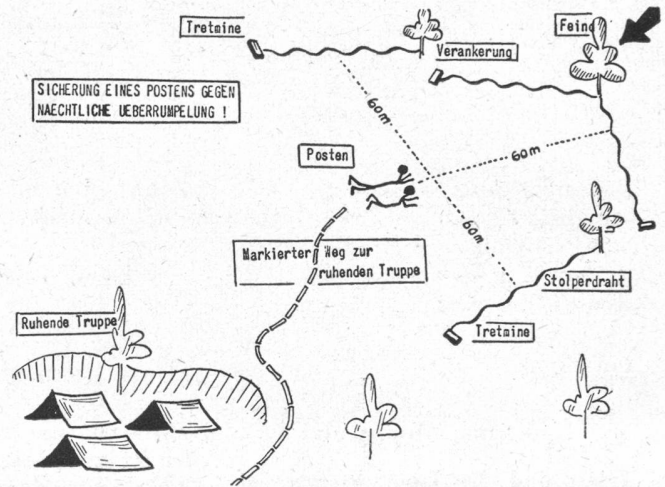 Tretmine
Feind
Verankerung
SICHERUNG EINES POSTENS GEGEN
NAECHTLICHE UEBERRUMPELUNG !
60m
60m
Posten
60m
Markierter Weg zur
ruhenden Truppe
Stolperdraht
Ruhende Truppe
Tretmine